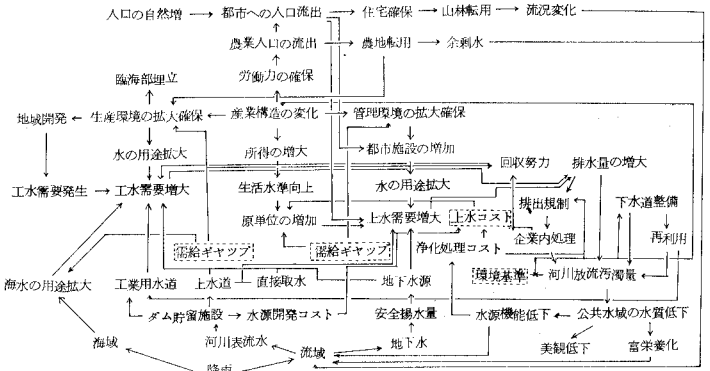 人口の自然増 都市への人口流出 住宅確保 山林転用 流況変化
農業人口の流出 農地転用 余剰水
臨海部埋立 労働力の確保
地域開発 生産環境の拡大確保 産業構造の変化 管理環境の拡大確保
水の用途拡大 所得の増大 都市施設の増加
回収努力 排水量の増大
工水需要発生 工水需要増大 生活水準向上 水の用途拡大
排出規制 下水道整備
原単位の増加 上水需要増大 上水コスト
企業内処理 再利用
需給ギヤツプ 需給ギヤツプ 浄化処理コスト
海水の用途拡大 工業用水道 上水道 直接取水 地下水源 環境基準 河川放流汚濁量
ダム貯留施設 水源開発コスト 安全揚水量 水源機能低下 公共水域の水質低下
海域 河川表流水 流域 地下水 美観低下 富栄養化
降雨